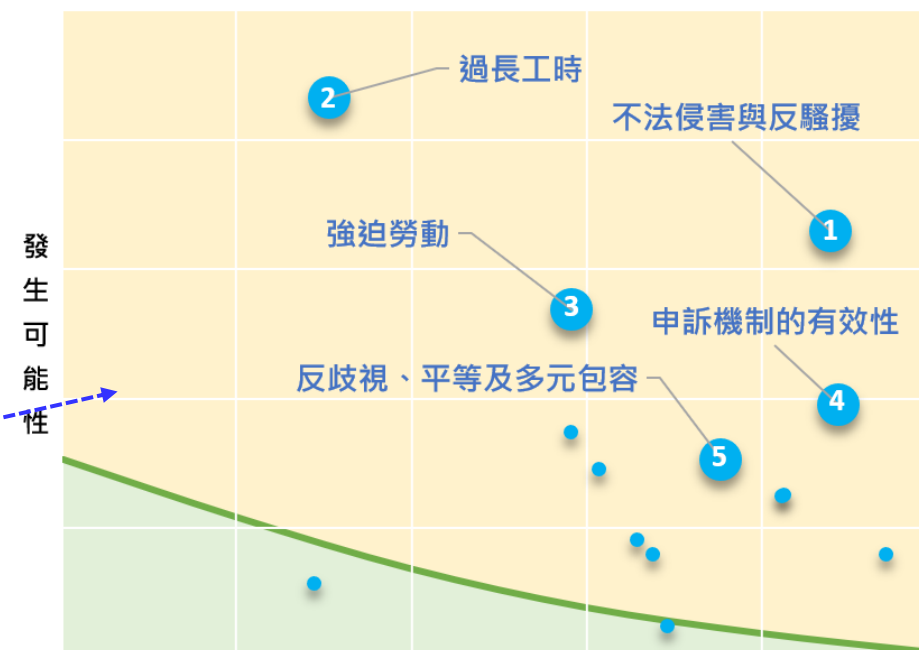 過長工時
2
不法侵害與反騷擾
1
強迫勞動
3
申訴機制的有效性
4
反歧視、平等及多元包容
5
發生可能性